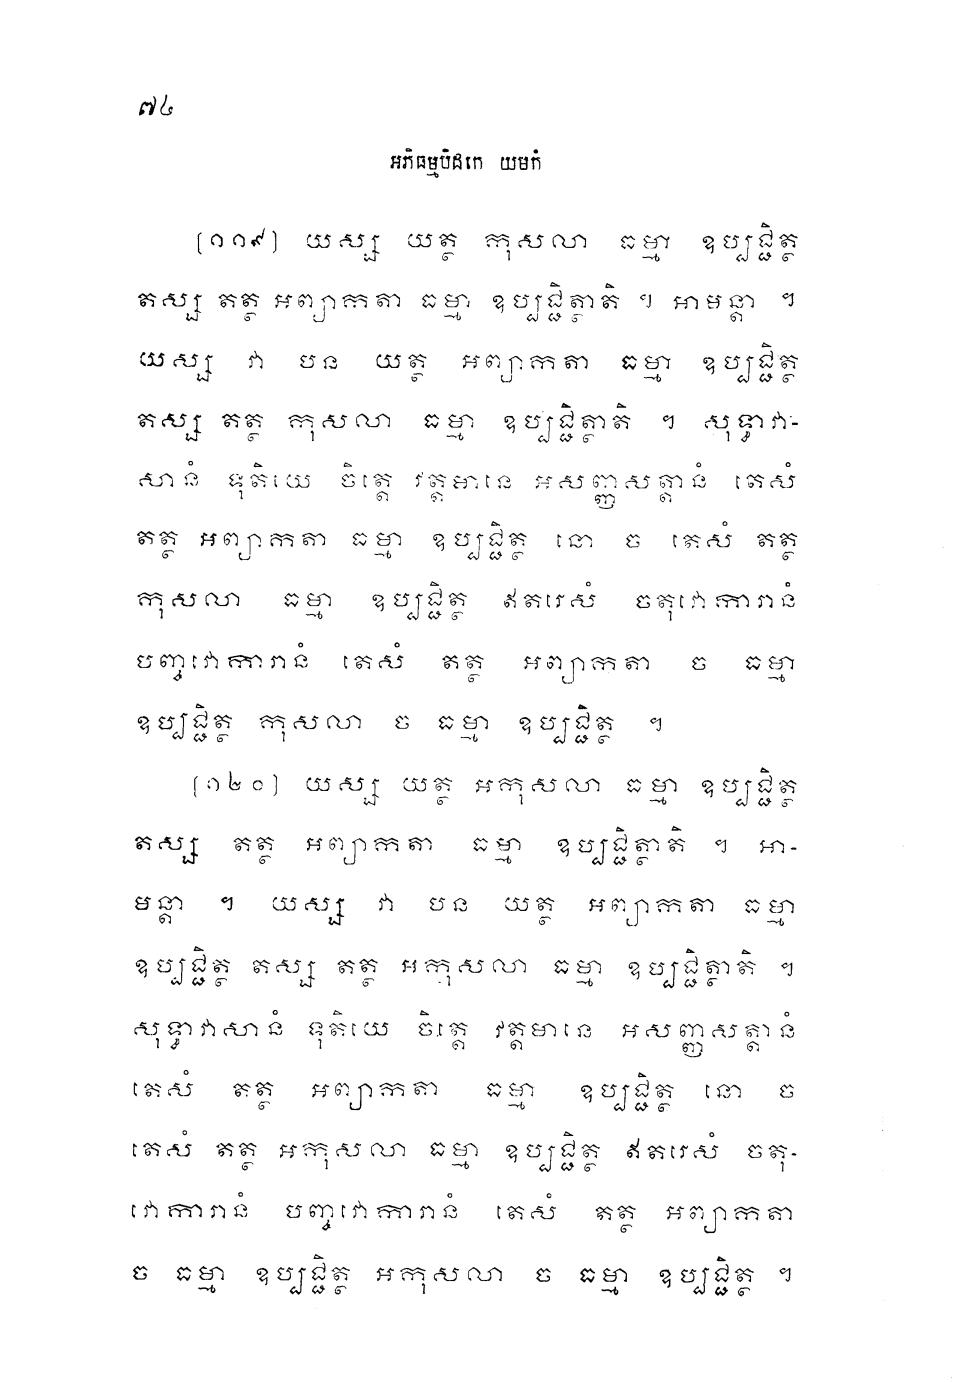 ៧៤
អភិធម្មបិដកេ យមកំ
(១១៩) យស្ស យត្ថ កុសលា ធម្មា ឧប្បជ្ជិត្ថ
តស្ស តត្ថ អព្យាកតា ធម្មា ឧប្បជ្ជិត្ថាតិ ។ អាមន្តា ។
យស្ស វា បន យត្ថ អព្យាកតា ធម្មា ឧប្បជ្ជិត្ថ
តស្ស តត្ថ កុសលា ធម្មា ឧប្បជ្ជិត្ថាតិ ។ សុទ្ធាវា-
សានំ ទុតិយេ ចិត្តេ វត្តមានេ អសញ្ញសត្តានំ តេសំ
តត្ថ អព្យាកតា ធម្មា ឧប្បជ្ជិត្ថ នោ ច តេសំ តត្ថ
កុសលា ធម្មា ឧប្បជ្ជិត្ថ ឥតរេសំ ចតុវោការានំ
បញ្ចវោការានំ តេសំ តត្ថ អព្យាកតា ច ធម្មា
ឧប្បជ្ជិត្ថ កុសលា ច ធម្មា ឧប្បជ្ជិត្ថ ។
(១២០) យស្ស យត្ថ អកុសលា ធម្មា ឧប្បជ្ជិត្ថ
តស្ស តត្ថ អព្យាកតា ធម្មា ឧប្បជ្ជិត្ថាតិ ។ អា-
មន្តា ។ យស្ស វា បន យត្ថ អព្យាកតា ធម្មា
ឧប្បជ្ជិត្ថ តស្ស តត្ថ អកុសលា ធម្មា ឧប្បជ្ជិត្ថាតិ ។
សុទ្ធាវាសានំ ទុតិយេ ចិត្តេ វត្តមានេ អសញ្ញសត្តានំ
តេសំ តត្ថ អព្យាកតា ធម្មា ឧប្បជ្ជិត្ថ នោ ច
តេសំ តត្ថ អកុសលា ធម្មា ឧប្បជ្ជិត្ថ ឥតរេសំ ចតុ-
វោការានំ បញ្ចវោការានំ តេសំ តត្ថ អព្យាកតា
ច ធម្មា ឧប្បជ្ជិត្ថ អកុសលា ច ធម្មា ឧប្បជ្ជិត្ថ ។